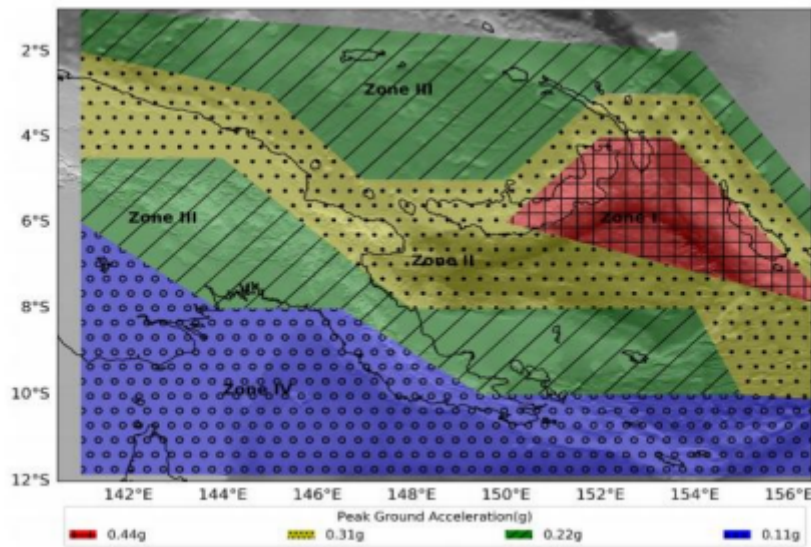 2°S
Zone III
4°S
Zone III
Zone I
6°S
Zone II
8°S
Zone IV
10°S
12°S
142°E 144°E 146°E 148°E 150°E 152°E 154°E 156°E
Peak Ground Acceleration(g)
0.44g 0.31g 0.22g 0.11g